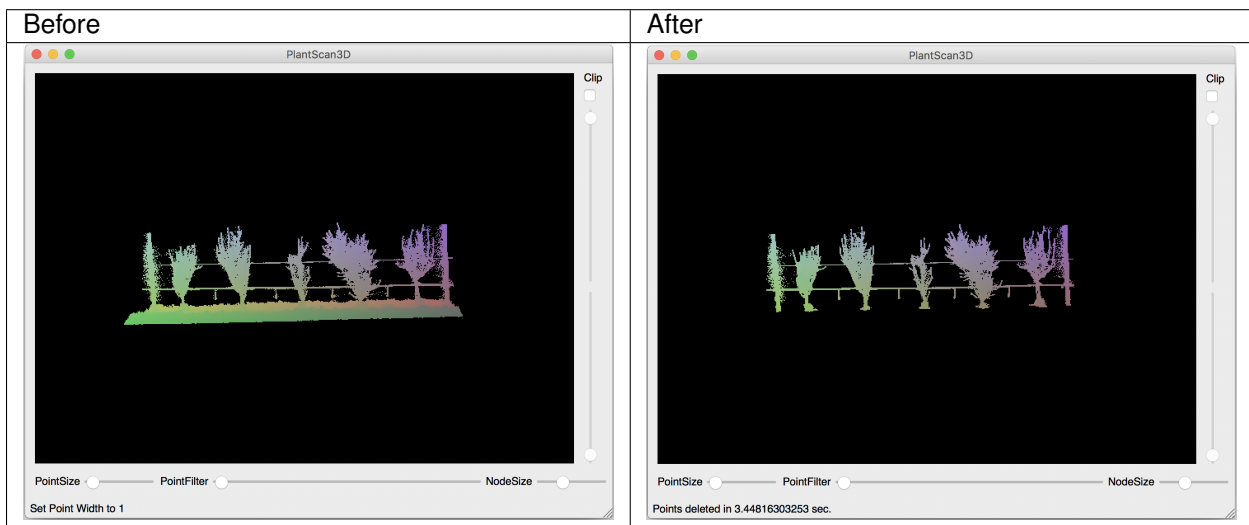 Before
After
PlantScan3D
Clip
PointSize
PointFilter
NodeSize
Set Point Width to 1
PlantScan3D
Clip
PointSize
PointFilter
NodeSize
Points deleted in 3.44816303253 sec.